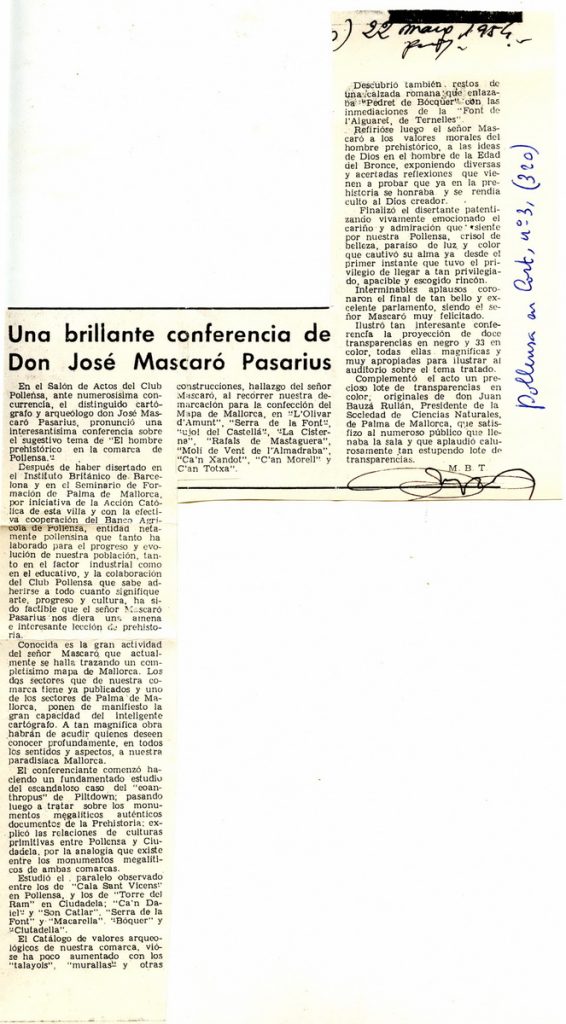 22 março 1954
Pollensa en Cort, nº 3, (320)
Una brillante conferencia de
Don José Mascaró Pasarius
En el Salón de Actos del Club
Pollensa, ante numerosísima con-
currencia, el distinguido cartó-
grafo y arqueólogo don José Mas-
caró Pasarius, pronunció una
interesantísima conferencia sobre
el sugestivo tema de "El hombre
prehistórico en la comarca de
Pollensa."
Después de haber disertado en
el Instituto Británico de Barce-
lona y en el Seminario de For-
mación de Palma de Mallorca,
por iniciativa de la Acción Cató-
lica de esta villa y con la efecti-
va cooperación del Banco Agrí-
cola de Pollensa, entidad neta-
mente pollensina que tanto ha
laborado para el progreso y evo-
lución de nuestra población, tan-
to en el factor industrial como
en el educativo, y la colaboración
del Club Pollensa que sabe ad-
herirse a todo cuanto signifique
arte, progreso y cultura, ha si-
do factible que el señor Mascaró
Pasarius nos diera una amena
e interesante lección de prehisto-
ria.
Conocida es la gran actividad
del señor Mascaró que actual-
mente se halla trazando un com-
pletísimo mapa de Mallorca. Los
dos sectores que de nuestra co-
marca tiene ya publicados y uno
de los sectores de Palma de Ma-
llorca, ponen de manifiesto la
gran capacidad del inteligente
cartógrafo. A tan magnífica obra
habrán de acudir quienes deseen
conocer profundamente, en todos
los sentidos y aspectos, a nuestra
paradisíaca Mallorca.
El conferenciante comenzó ha-
ciendo un fundamentado estudio
del escandaloso caso del "eoan-
thropus" de Piltdown; pasando
luego a tratar sobre los monu-
mentos megalíticos auténticos
documentos de la Prehistoria; ex-
plicó las relaciones de culturas
primitivas entre Pollensa y Ciu-
dadela, por la analogía que existe
entre los monumentos megalíti-
cos de ambas comarcas.
Estudió el paralelo observado
entre los de "Cala Sant Vicens"
en Pollensa, y los de "Torre del
Ram" en Ciudadela; "Ca'n Da-
iel" y "Son Catlar", "Serra de la
Font" y "Macarella". "Bóquer" y
"Ciutadella".
El Catálogo de valores arqueo-
lógicos de nuestra comarca, vió-
se ha poco aumentado con los
"talayots", "murallas" y otras
construcciones, hallazgo del señor
Mascaró, al recorrer nuestra de-
marcación para la confección del
Mapa de Mallorca, en "L'Olivar
d'Amunt", "Serra de la Font",
"ujol del Castellá", "La Cister-
na", "Rafals de Mastaguera",
"Molí de Vent de l'Almadraba",
"Ca'n Xandot", "C'an Morell" y
C'an Totxa".
Descubrió también restos de
una calzada romana que enlaza-
ba "Pedret de Bócquer" con las
inmediaciones de la "Font de
l'Alguaret, de Ternelles".
Refirióse luego el señor Mas-
caró a los valores morales del
hombre prehistórico, a las ideas
de Dios en el hombre de la Edad
del Bronce, exponiendo diversas
y acertadas reflexiones que vie-
nen a probar que ya en la pre-
historia se honraba y se rendía
culto al Dios creador.
Finalizó el disertante patenti-
zando vivamente emocionado el
cariño y admiración que siente
por nuestra Pollensa, crisol de
belleza, paraíso de luz y color
que cautivó su alma ya desde el
primer instante que tuvo el pri-
vilegio de llegar a tan privilegia-
do, apacible y escogido rincón.
Interminables aplausos coro-
naron el final de tan bello y ex-
celente parlamento, siendo el se-
ñor Mascaró muy felicitado.
Ilustró tan interesante confe-
rencia la proyección de doce
transparencias en negro y 33 en
color, todas ellas magníficas y
muy apropiadas para ilustrar al
auditorio sobre el tema tratado.
Complementó el acto un pre-
cioso lote de transparencias en
color, originales de don Juan
Bauzá Rullán, Presidente de la
Sociedad de Ciencias Naturales,
de Palma de Mallorca, que satis-
fizo al numeroso público que lle-
naba la sala y que aplaudió calu-
rosamente tan estupendo lote de
transparencias.
M. B. T.